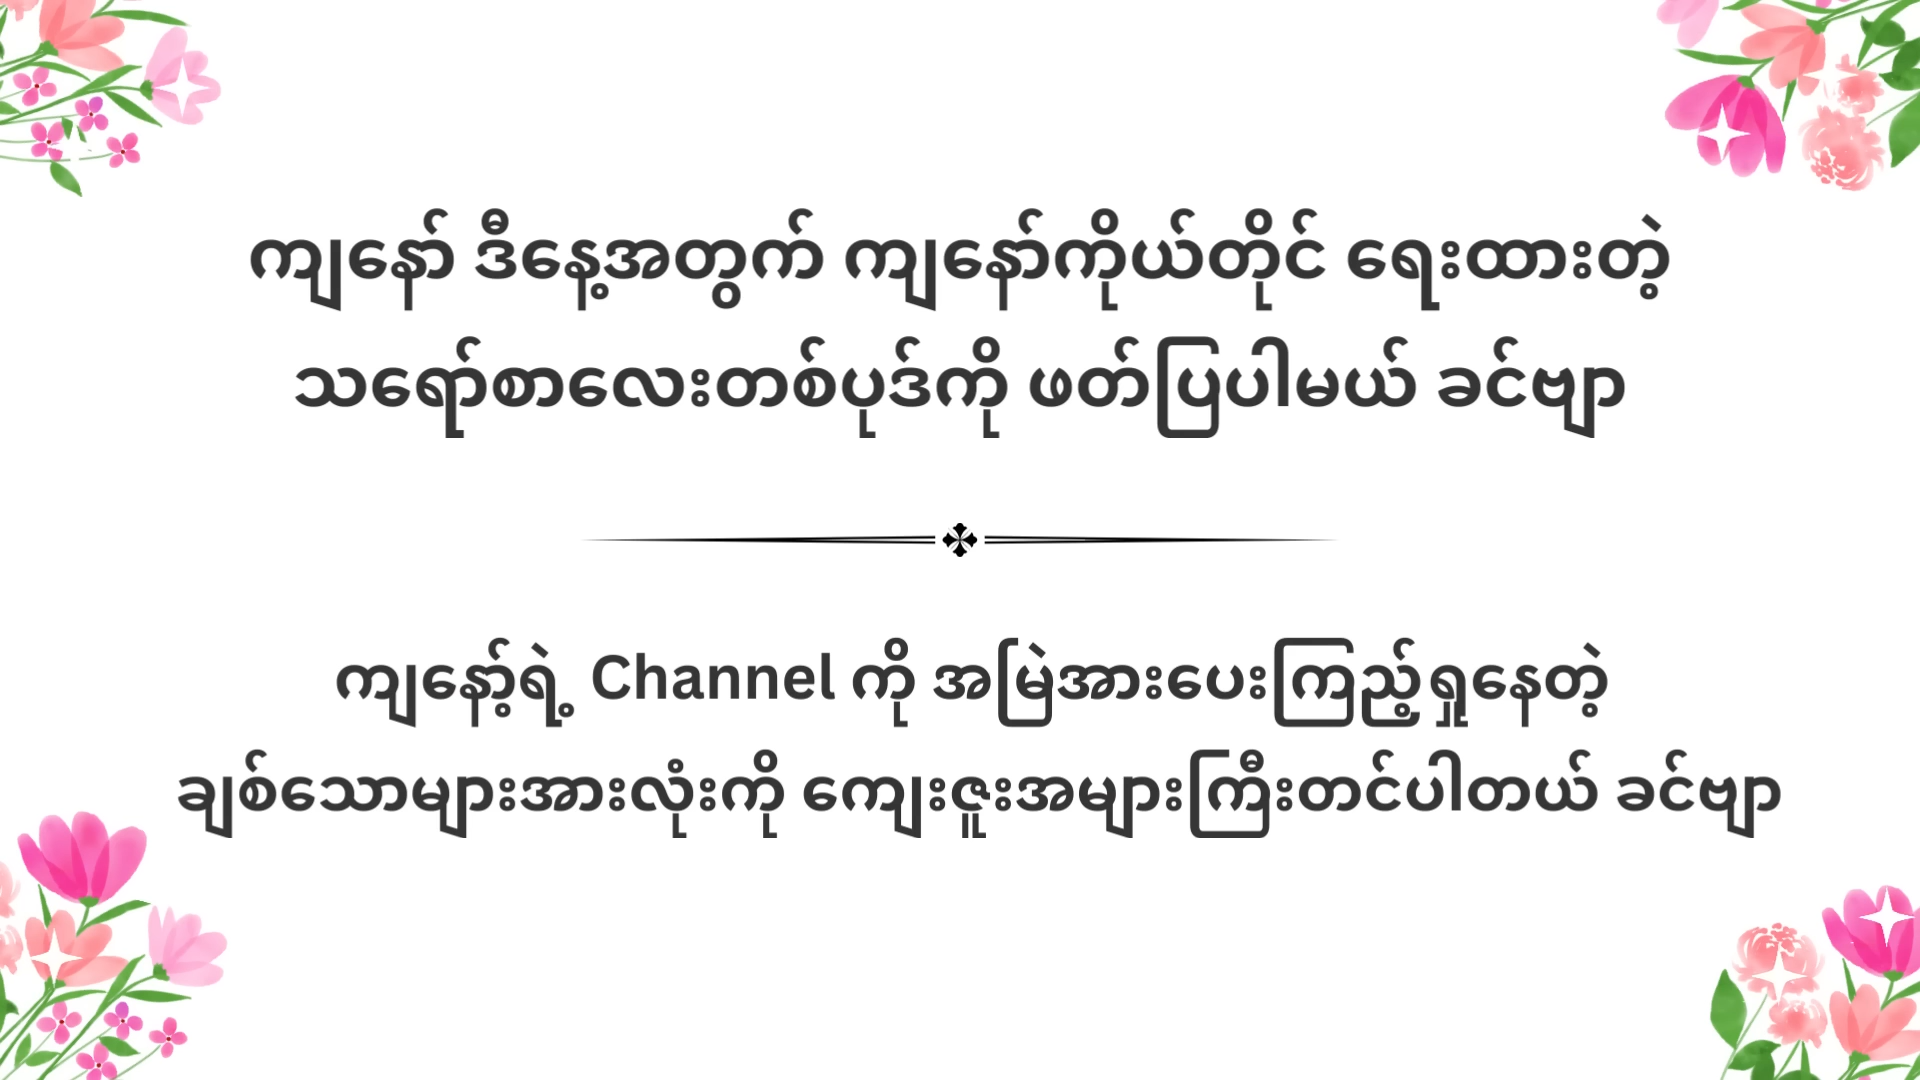 ကျနော် ဒီနေ့အတွက် ကျနော်ကိုယ်တိုင် ရေးထားတဲ့
သရော်စာလေးတစ်ပုဒ်ကို ဖတ်ပြပါမယ် ခင်ဗျာ
ကျနော့်ရဲ့ Channel ကို အမြဲအားပေးကြည့်ရှုနေတဲ့
ချစ်သောများအားလုံးကို ကျေးဇူးအများကြီးတင်ပါတယ် ခင်ဗျာ